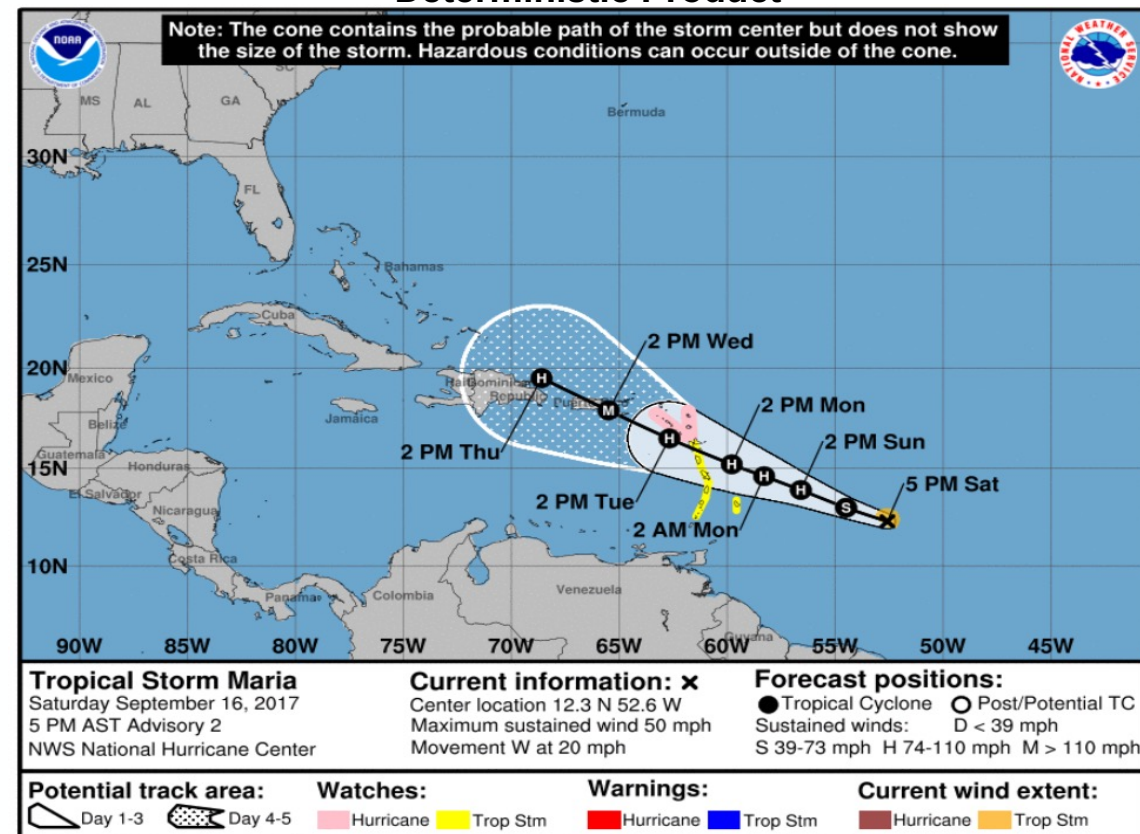 Deterministic Product
Note: The cone contains the probable path of the storm center but does not show
the size of the storm. Hazardous conditions can occur outside of the cone.
NOAA
NATIONAL WEATHER SERVICE
MS
AL
GA
SC
Bermuda
30N
FL
25N
Bahamas
Cuba
2 PM Wed
20N
Mexico
Haiti
Dominican
Republic
Puerto
Jamaica
Belize
2 PM Mon
Guatemala
2 PM Thu
2 PM Sun
15N
Honduras
El Salvador
2 PM Tue
5 PM Sat
Nicaragua
2 AM Mon
H
M
H
H
H
H
S
10N
Costa Rica
Panama
Colombia
Venezuela
Guyana
90W 85W 80W 75W 70W 65W 60W 55W 50W 45W
Tropical Storm Maria
Saturday September 16, 2017
5 PM AST Advisory 2
NWS National Hurricane Center
Current information: x
Center location 12.3 N 52.6 W
Maximum sustained wind 50 mph
Movement W at 20 mph
Forecast positions:
Tropical Cyclone Post/Potential TC
Sustained winds: D < 39 mph
S 39-73 mph H 74-110 mph M > 110 mph
Potential track area:
Day 1-3 Day 4-5
Watches:
Hurricane Trop Stm
Warnings:
Hurricane Trop Stm
Current wind extent:
Hurricane Trop Stm